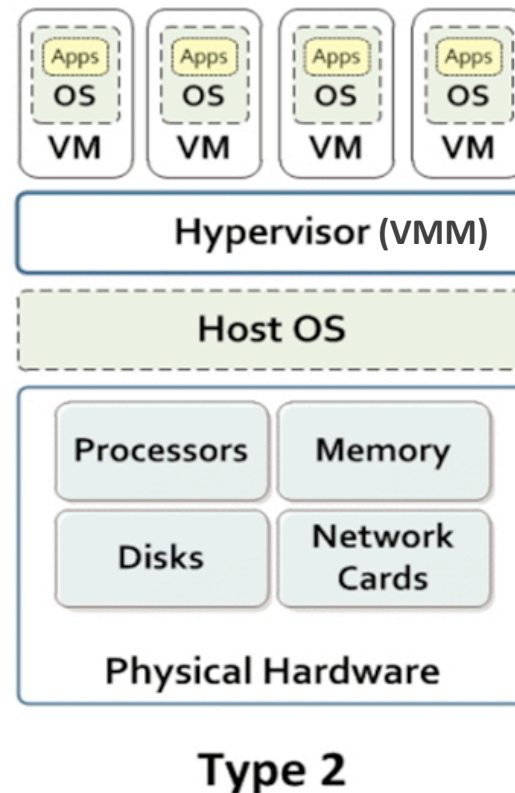 Apps Apps Apps Apps
OS OS OS OS
VM VM VM VM
Hypervisor (VMM)
Host OS
Processors Memory
Disks Network Cards
Physical Hardware
Type 2